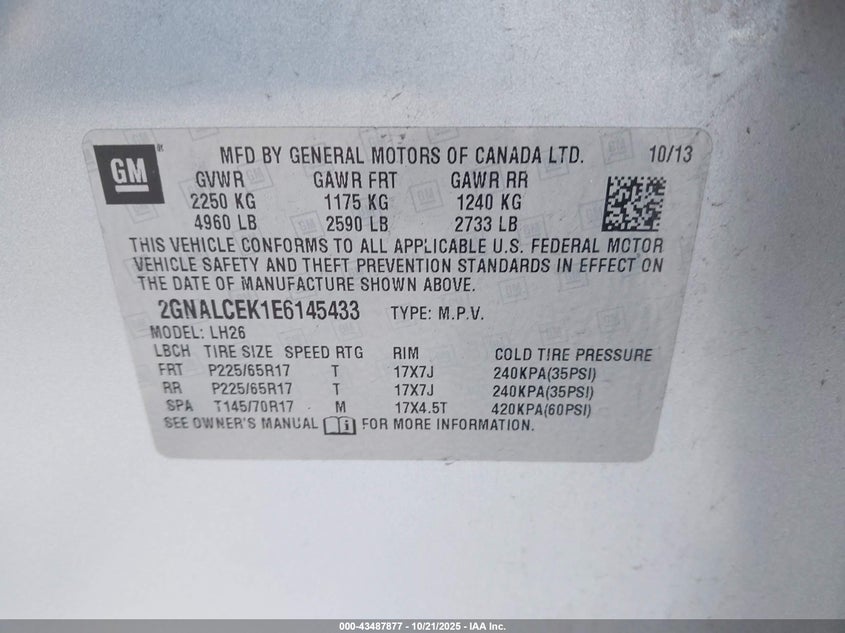 GM
MFD BY GENERAL MOTORS OF CANADA LTD. 10/13
GVWR GAWR FRT GAWR RR
2250 KG 1175 KG 1240 KG
4960 LB 2590 LB 2733 LB
THIS VEHICLE CONFORMS TO ALL APPLICABLE U.S. FEDERAL MOTOR
VEHICLE SAFETY AND THEFT PREVENTION STANDARDS IN EFFECT ON
THE DATE OF MANUFACTURE SHOWN ABOVE.
2GNALCEK1E6145433 TYPE: M.P.V.
MODEL: LH26
LBCH TIRE SIZE SPEED RTG RIM COLD TIRE PRESSURE
FRT P225/65R17 T 17X7J 240KPA(35PSI)
RR P225/65R17 T 17X7J 240KPA(35PSI)
SPA T145/70R17 M 17X4.5T 420KPA(60PSI)
SEE OWNER'S MANUAL FOR MORE INFORMATION.
000-43487877 - 10/21/2025 - IAA Inc.